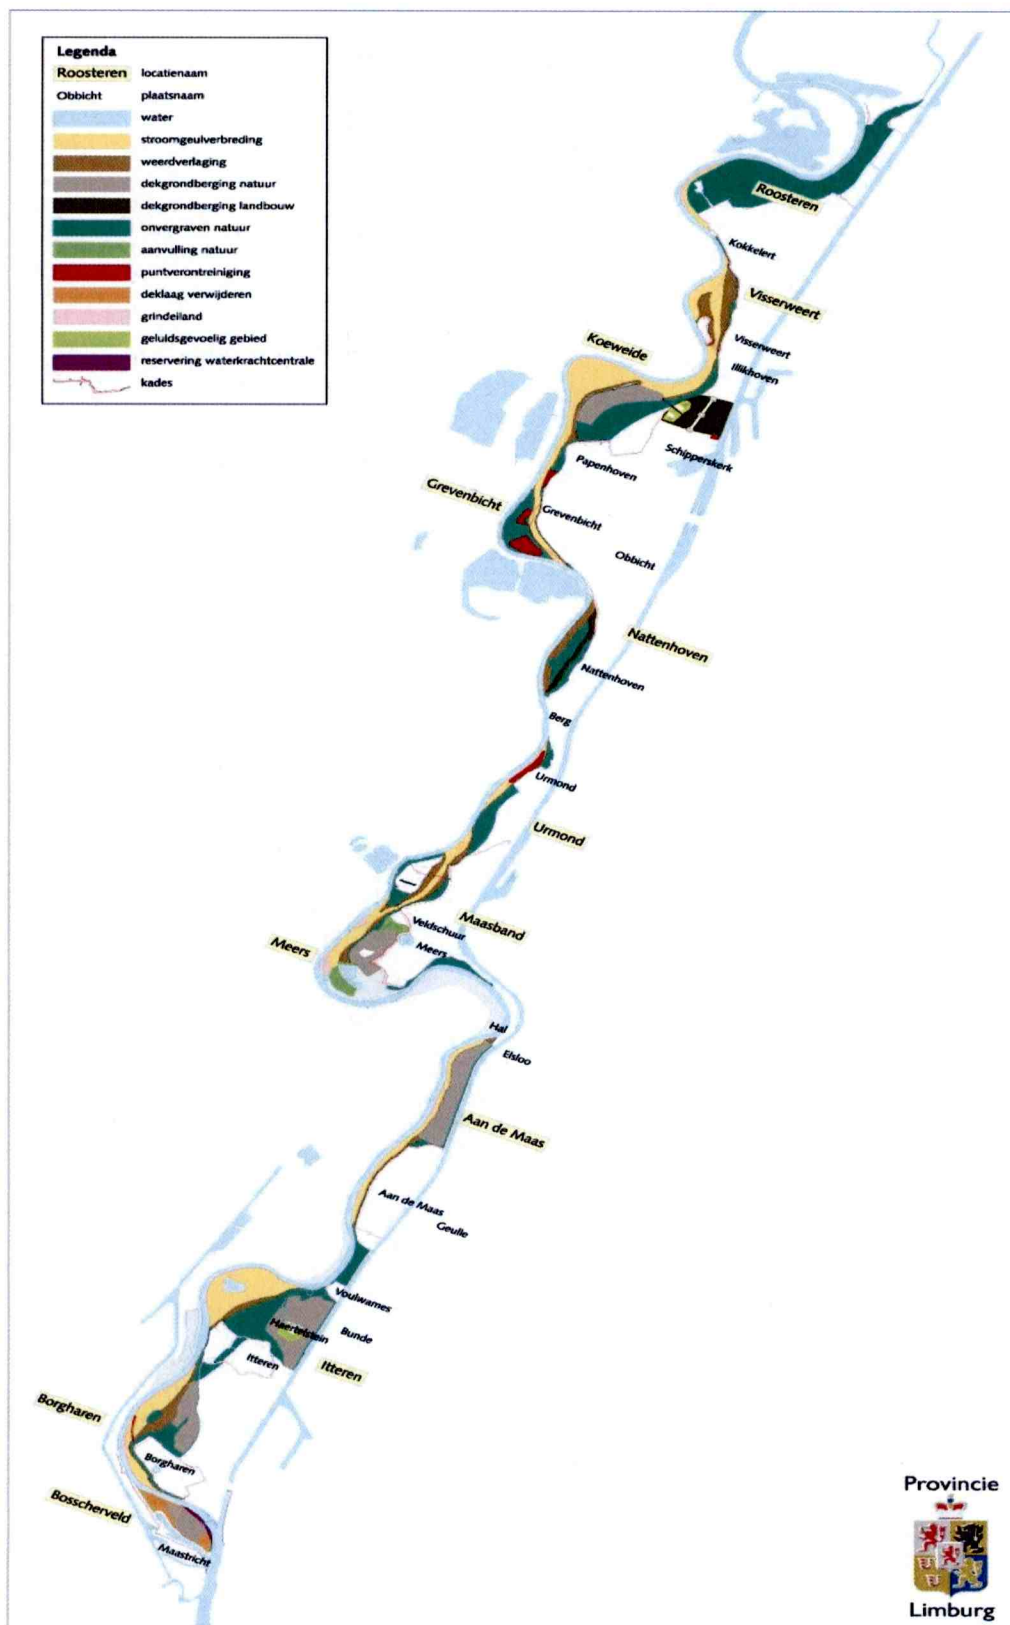 Legenda
Roosteren locatienaam
Obbicht plaatsnaam
water
stroomgeulverbreding
weerdverlaging
dekgrondberging natuur
dekgrondberging landbouw
onvergraven natuur
aanvulling natuur
puntverontreiniging
deklaag verwijderen
grindeiland
geluidsgevoelig gebied
reservering waterkrachtcentrale
kades
Roosteren
Kokkelert
Visserweert
Visserweert
Koeweide
Illikhoven
Schipperskerk
Papenhoven
Grevenbicht
Grevenbicht
Obbicht
Nattenhoven
Nattenhoven
Berg
Urmond
Urmond
Maasband
Veldschuur
Meers
Meers
Hal
Elsloo
Aan de Maas
Aan de Maas
Geulle
Voulwames
Haertelstein
Bunde
Itteren
Itteren
Borgharen
Borgharen
Bosscherveld
Maastricht
Provincie
Limburg